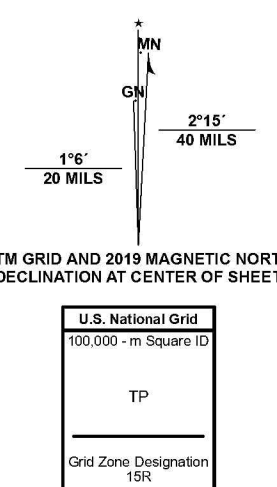 MN
GN
2°15´
40 MILS
1°6´
20 MILS
TM GRID AND 2019 MAGNETIC NORT
DECLINATION AT CENTER OF SHEET
U.S. National Grid
100,000 - m Square ID
TP
Grid Zone Designation
15R